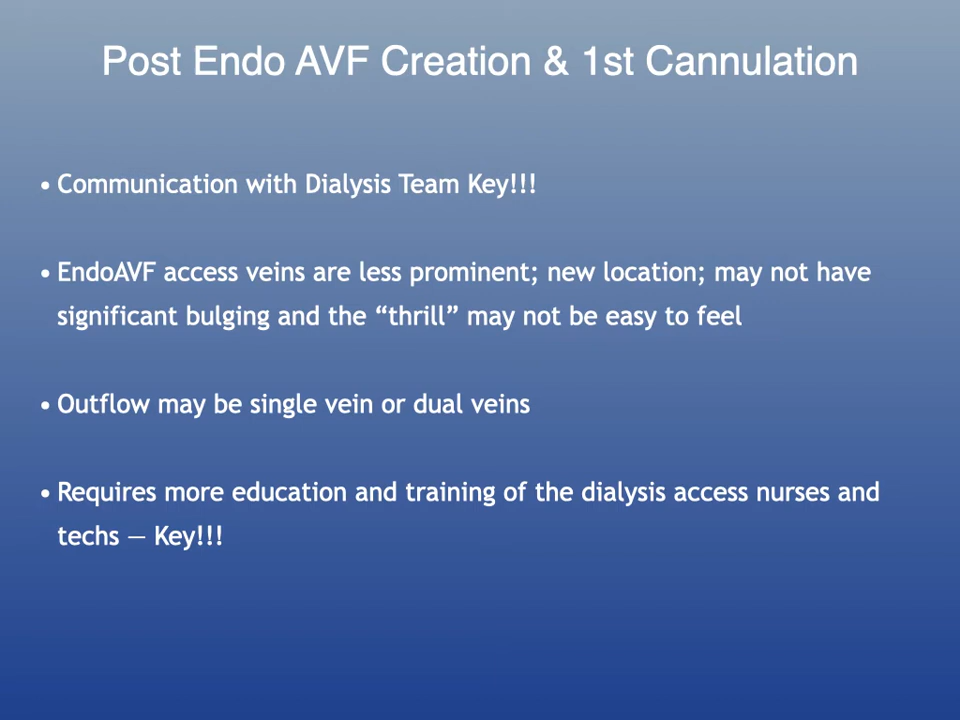 Post Endo AVF Creation & 1st Cannulation
• Communication with Dialysis Team Key!!!
• EndoAVF access veins are less prominent; new location; may not have
significant bulging and the “thrill” may not be easy to feel
• Outflow may be single vein or dual veins
• Requires more education and training of the dialysis access nurses and
techs — Key!!!